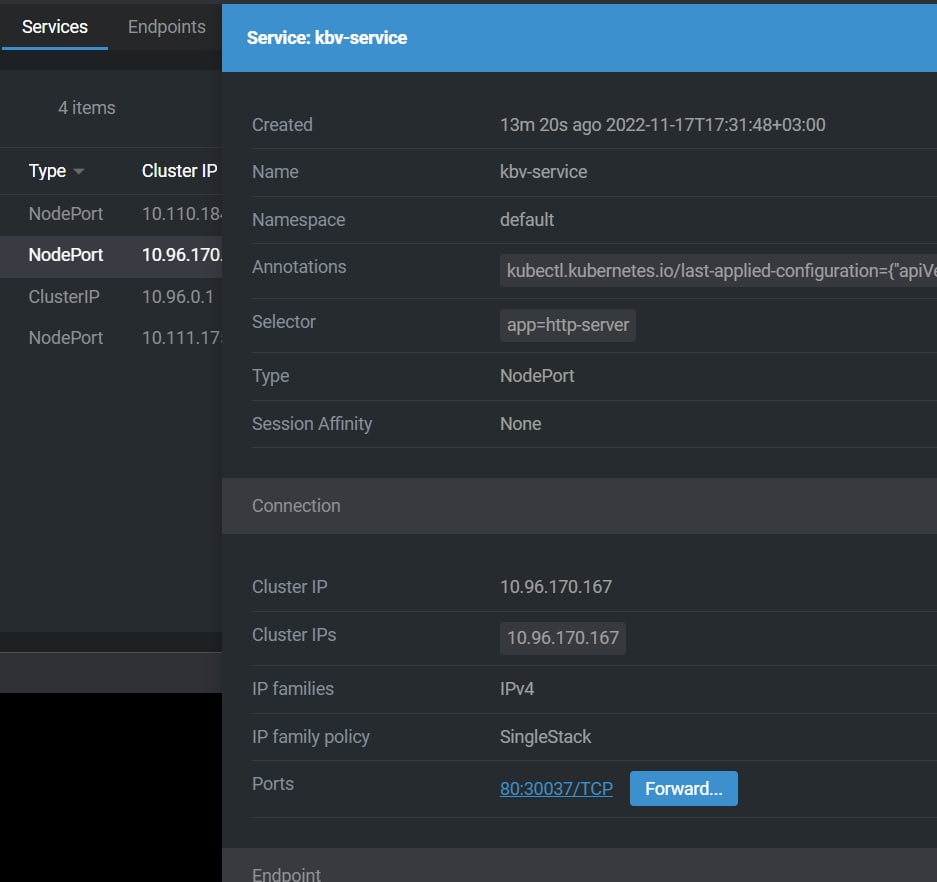 Services Endpoints
4 items
Type Cluster IP
NodePort 10.110.18
NodePort 10.96.170.
ClusterIP 10.96.0.1
NodePort 10.111.17
Service: kbv-service
Created 13m 20s ago 2022-11-17T17:31:48+03:00
Name kbv-service
Namespace default
Annotations kubectl.kubernetes.io/last-applied-configuration={"apiVe
Selector app=http-server
Type NodePort
Session Affinity None
Connection
Cluster IP 10.96.170.167
Cluster IPs 10.96.170.167
IP families IPv4
IP family policy SingleStack
Ports 80:30037/TCP Forward...
Endpoint